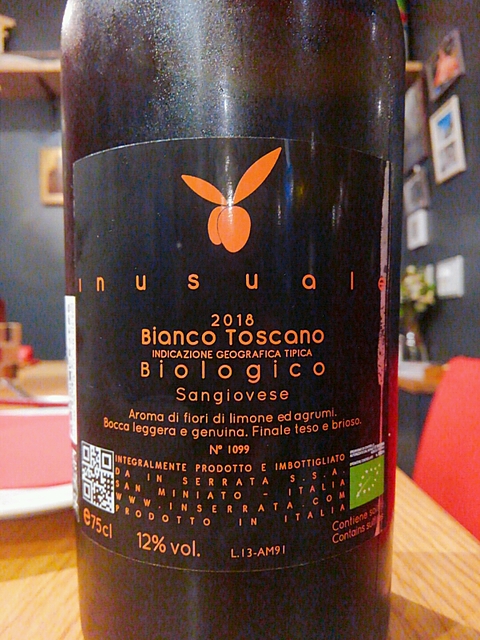 inusuale
2018
Bianco Toscano
INDICAZIONE GEOGRAFICA TIPICA
Biologico
Sangiovese
Aroma di fiori di limone ed agrumi.
Bocca leggera e genuina. Finale teso e brioso.
N° 1099
INTEGRALMENTE PRODOTTO E IMBOTTIGLIATO
DA IN SERRATA S.S.A.
SAN MINIATO - ITALIA
WWW.INSERRATA.COM
PRODOTTO IN ITALIA
℮75cl
12% vol.
L.13-AM91
Contiene
Contains